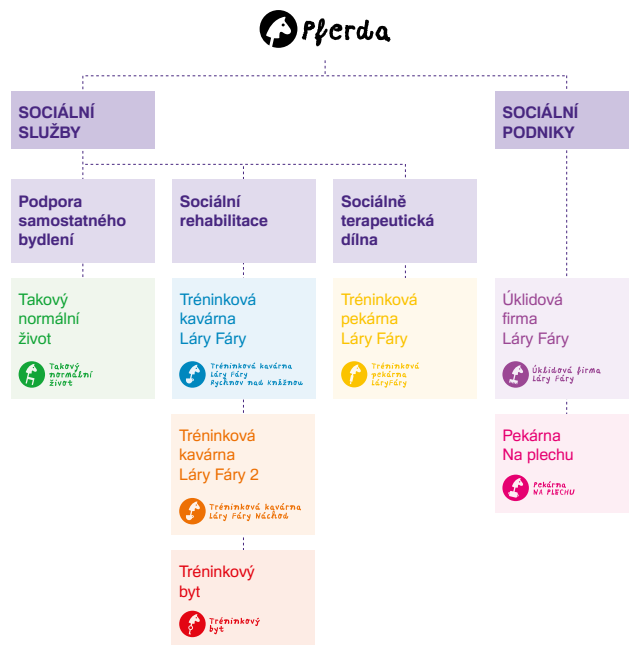 Pferda
SOCIÁLNÍ
SLUŽBY
SOCIÁLNÍ
PODNIKY
Podpora
samostatného
bydlení
Sociální
rehabilitace
Sociálně
terapeutická
dílna
Takový
normální
život
Takový
normální
život
Tréninková
kavárna
Láry Fáry
Tréninková kavárna
Láry Fáry
Rychnov nad Kněžnou
Tréninková
pekárna
Láry Fáry
Tréninková
pekárna
LáryFáry
Úklidová
firma
Láry Fáry
Úklidová firma
Láry Fáry
Tréninková
kavárna
Láry Fáry 2
Tréninková kavárna
Láry Fáry Náchod
Pekárna
Na plechu
Pekárna
NA PLECHU
Tréninkový
byt
Tréninkový
byt